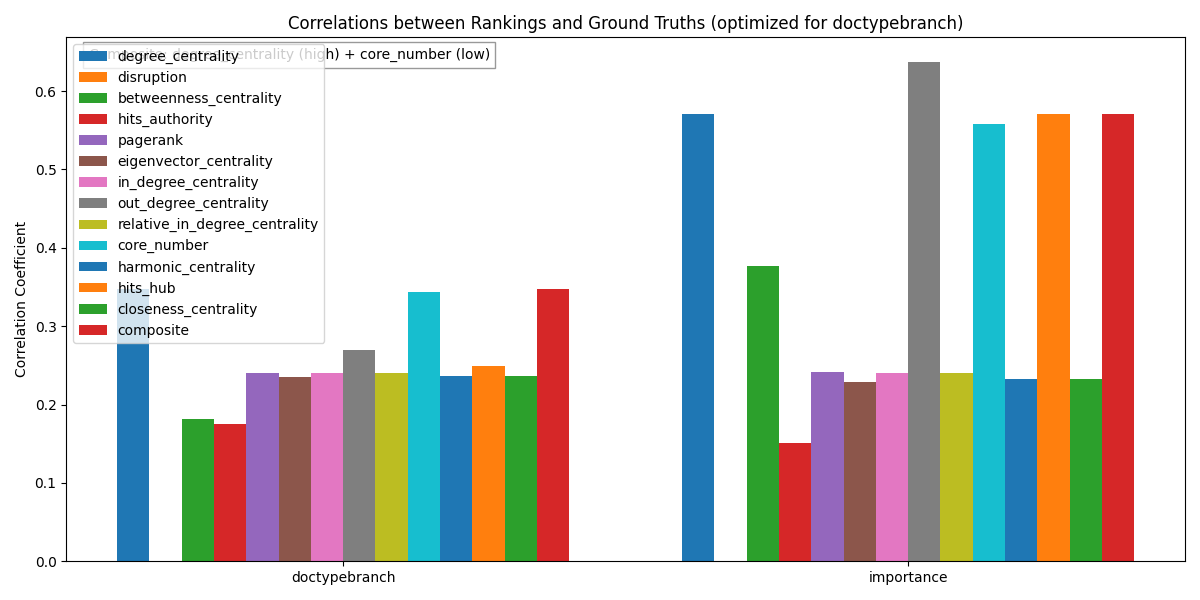 Correlations between Rankings and Ground Truths (optimized for doctypebranch)
Composite: degree_centrality (high) + core_number (low)
degree_centrality
disruption
betweenness_centrality
hits_authority
pagerank
eigenvector_centrality
in_degree_centrality
out_degree_centrality
relative_in_degree_centrality
core_number
harmonic_centrality
hits_hub
closeness_centrality
composite
Correlation Coefficient
0.6
0.5
0.4
0.3
0.2
0.1
0.0
doctypebranch importance